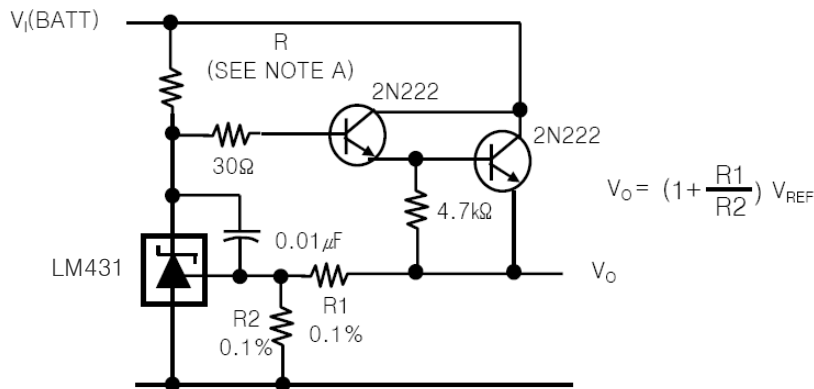 V_I(BATT)
R
(SEE NOTE A)
2N222
2N222
30Ω
4.7kΩ
V_O = (1+R1/R2) V_REF
0.01µF
LM431
R1
0.1%
R2
0.1%
V_O